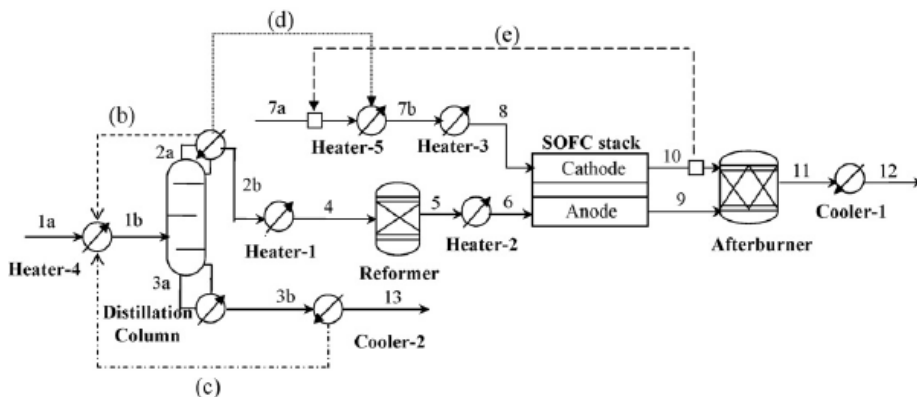 (d)
(e)
(b)
7a
7b
8
Heater-5
Heater-3
SOFC stack
2a
Cathode
10
11
12
1a
1b
2b
4
5
6
Anode
9
Cooler-1
Heater-4
Heater-1
Heater-2
Afterburner
Reformer
3a
3b
13
Distillation
Column
Cooler-2
(c)